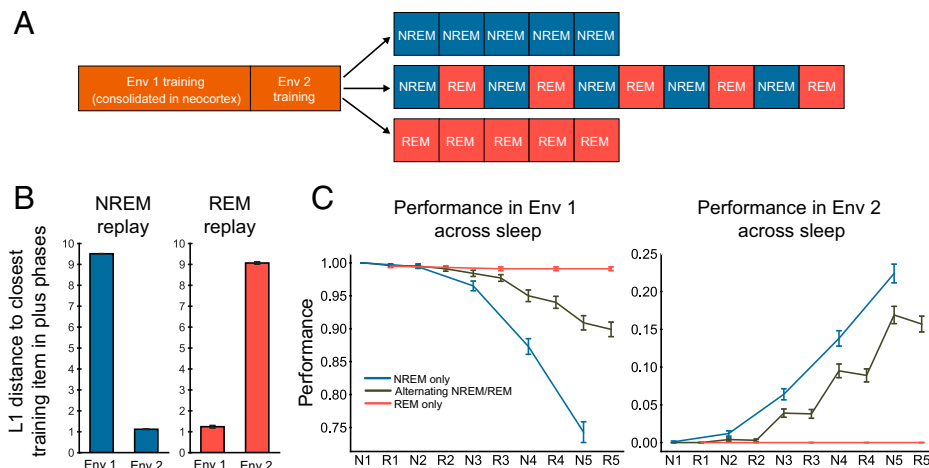 A
Env 1 training
(consolidated in neocortex)
Env 2
training
NREM NREM NREM NREM NREM
NREM REM NREM REM NREM REM NREM REM NREM REM
REM REM REM REM REM
B
NREM
replay
REM
replay
L1 distance to closest
training item in plus phases
10
9
8
7
6
5
4
3
2
1
0
Env 1 Env 2
10
9
8
7
6
5
4
3
2
1
0
Env 1 Env 2
C
Performance in Env 1
across sleep
Performance
1.00
0.95
0.90
0.85
0.80
0.75
NREM only
Alternating NREM/REM
REM only
N1 R1 N2 R2 N3 R3 N4 R4 N5 R5
Performance in Env 2
across sleep
0.25
0.20
0.15
0.10
0.05
0.00
N1 R1 N2 R2 N3 R3 N4 R4 N5 R5